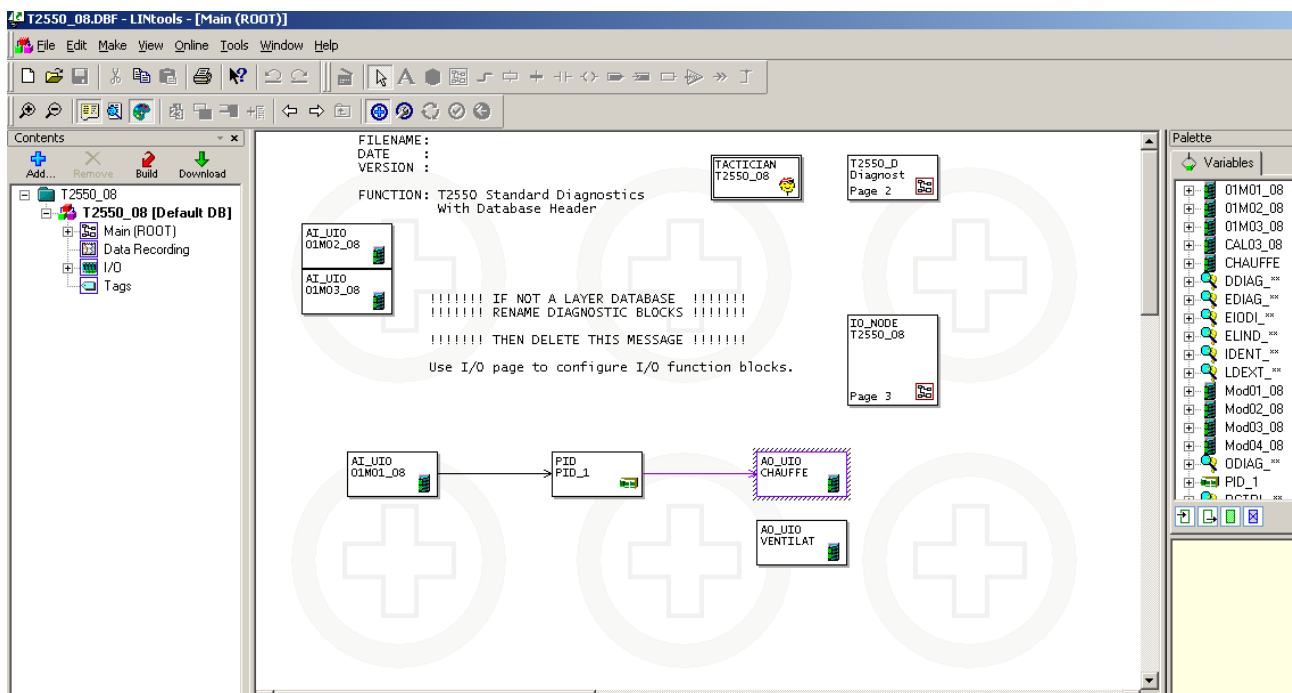 T2550_08.DBF - LINtools - [Main (ROOT)]
File Edit Make View Online Tools Window Help
Contents
Add... Remove Build Download
T2550_08
T2550_08 [Default DB]
Main (ROOT)
Data Recording
I/O
Tags
FILENAME:
DATE :
VERSION :
FUNCTION: T2550 Standard Diagnostics
With Database Header
TACTICIAN
T2550_08
T2550_D
Diagnost
Page 2
AI_UIO
01M02_08
AI_UIO
01M03_08
!!!!!!! IF NOT A LAYER DATABASE !!!!!!!
!!!!!!! RENAME DIAGNOSTIC BLOCKS !!!!!!!
!!!!!!! THEN DELETE THIS MESSAGE !!!!!!!
Use I/O page to configure I/O function blocks.
IO_NODE
T2550_08
Page 3
AI_UIO
01M01_08
PID
PID_1
AO_UIO
CHAUFFE
AO_UIO
VENTILAT
Palette
Variables
01M01_08
01M02_08
01M03_08
CAL03_08
CHAUFFE
DDIAG_**
EDIAG_**
EIODI_**
ELIND_**
IDENT_**
LDEXT_**
Mod01_08
Mod02_08
Mod03_08
Mod04_08
ODIAG_**
PID_1